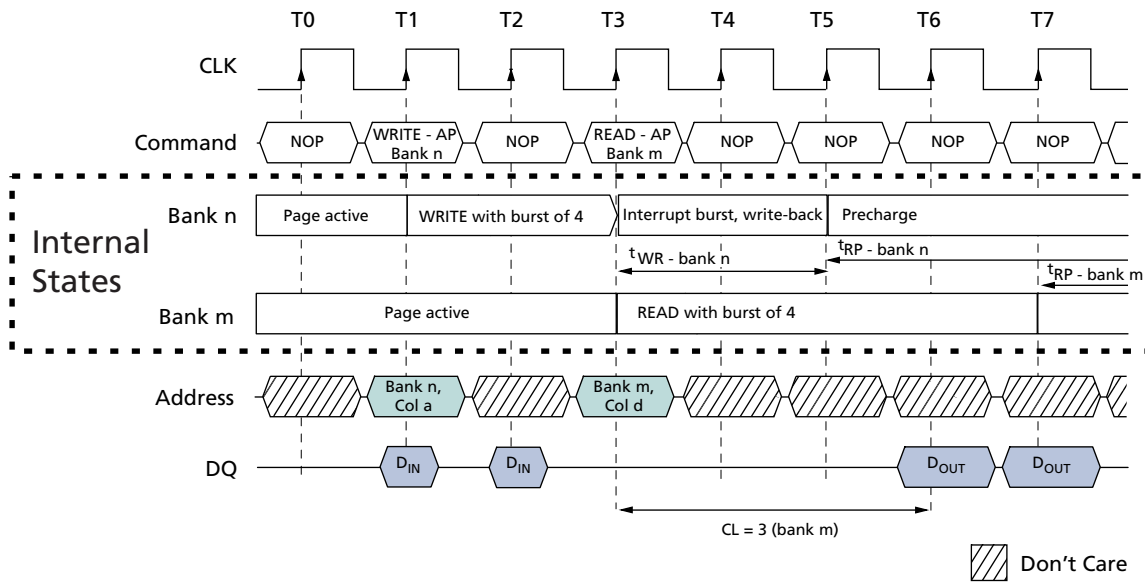 T0 T1 T2 T3 T4 T5 T6 T7
CLK
Command NOP WRITE - AP Bank n NOP READ - AP Bank m NOP NOP NOP NOP
Internal States
Bank n Page active WRITE with burst of 4 Interrupt burst, write-back Precharge
tWR - bank n tRP - bank n
tRP - bank m
Bank m Page active READ with burst of 4
Address Bank n, Col a Bank m, Col d
DQ DIN DIN DOUT DOUT
CL = 3 (bank m)
Don't Care